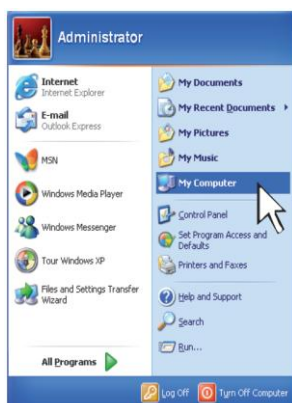 Administrator
Internet
Internet Explorer
E-mail
Outlook Express
MSN
Windows Media Player
Windows Messenger
Tour Windows XP
Files and Settings Transfer
Wizard
All Programs
My Documents
My Recent Documents
My Pictures
My Music
My Computer
Control Panel
Set Program Access and
Defaults
Printers and Faxes
Help and Support
Search
Run...
Log Off
Turn Off Computer